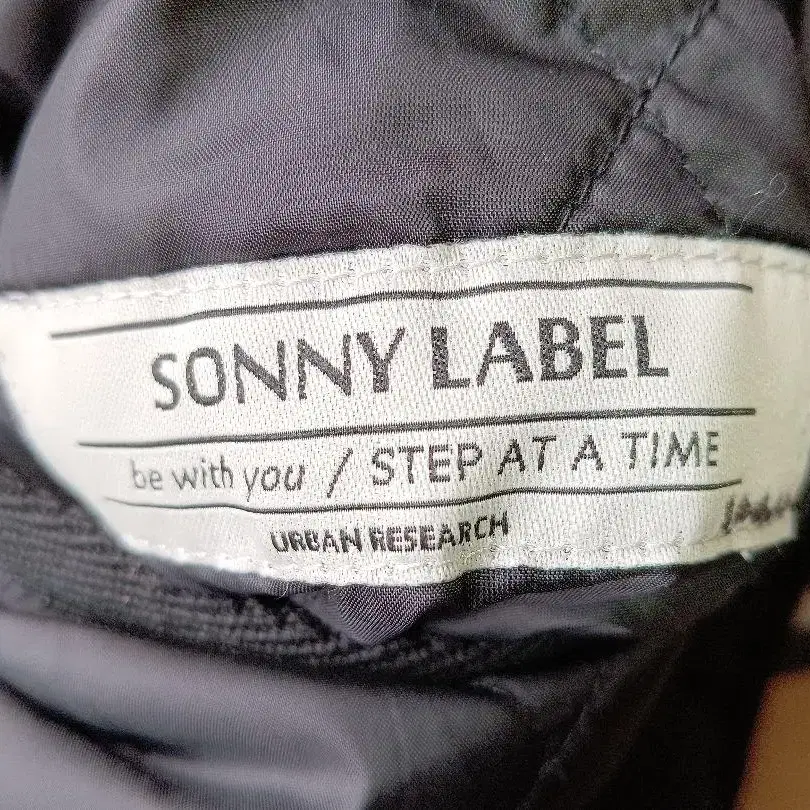 SONNY LABEL
be with you / STEP AT A TIME
URBAN RESEARCH